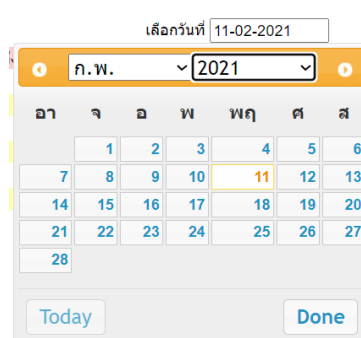 เลือกวันที่ 11-02-2021
ก.พ. 2021
อา จ อ พ พฤ ศ ส
1 2 3 4 5 6
7 8 9 10 11 12 13
14 15 16 17 18 19 20
21 22 23 24 25 26 27
28
Today Done